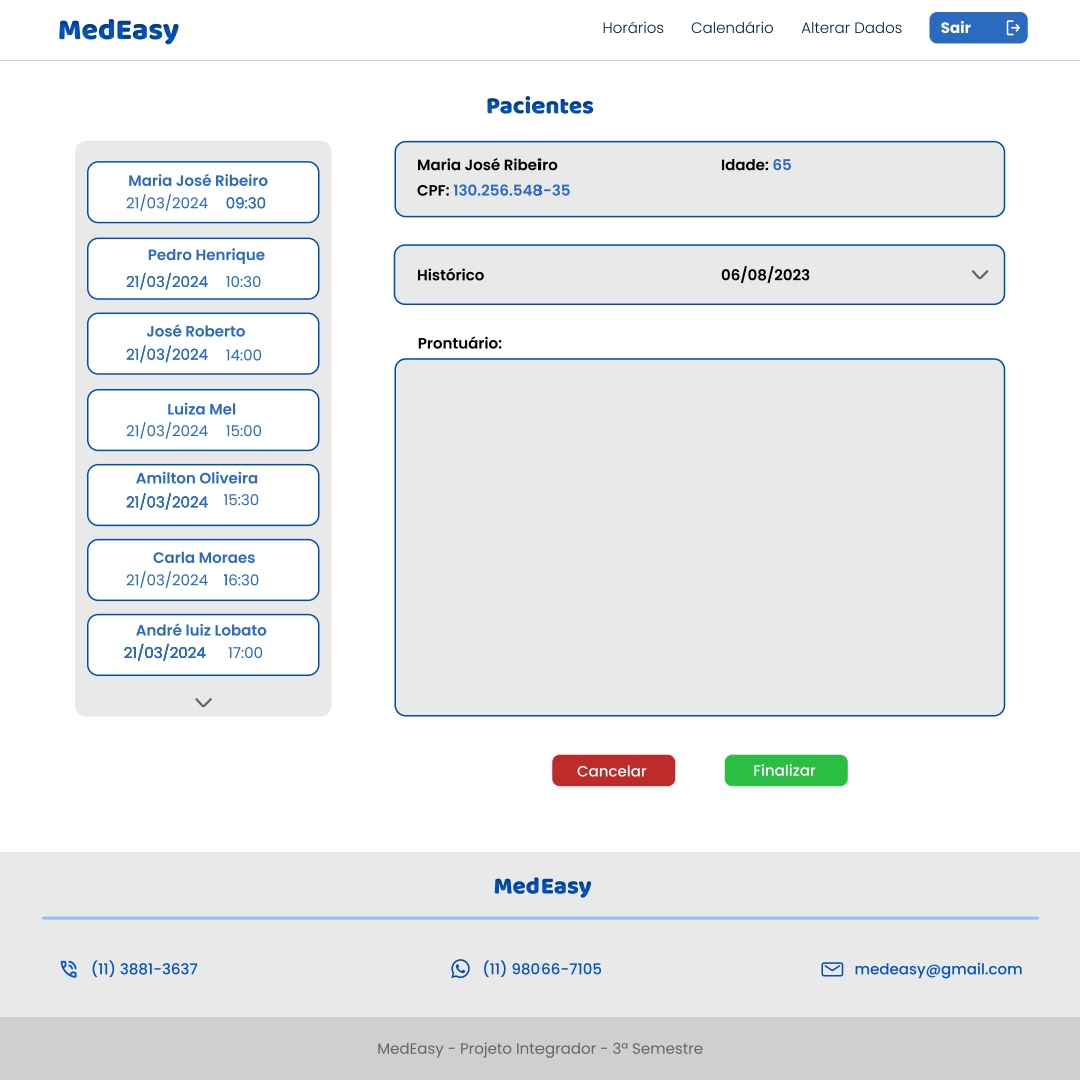 MedEasy
Horários Calendário Alterar Dados Sair
Pacientes
Maria José Ribeiro
21/03/2024 09:30
Pedro Henrique
21/03/2024 10:30
José Roberto
21/03/2024 14:00
Luiza Mel
21/03/2024 15:00
Amilton Oliveira
21/03/2024 15:30
Carla Moraes
21/03/2024 16:30
André luiz Lobato
21/03/2024 17:00
Maria José Ribeiro Idade: 65
CPF: 130.256.548-35
Histórico 06/08/2023
Prontuário:
Cancelar Finalizar
MedEasy
(11) 3881-3637 (11) 98066-7105 medeasy@gmail.com
MedEasy - Projeto Integrador - 3ª Semestre